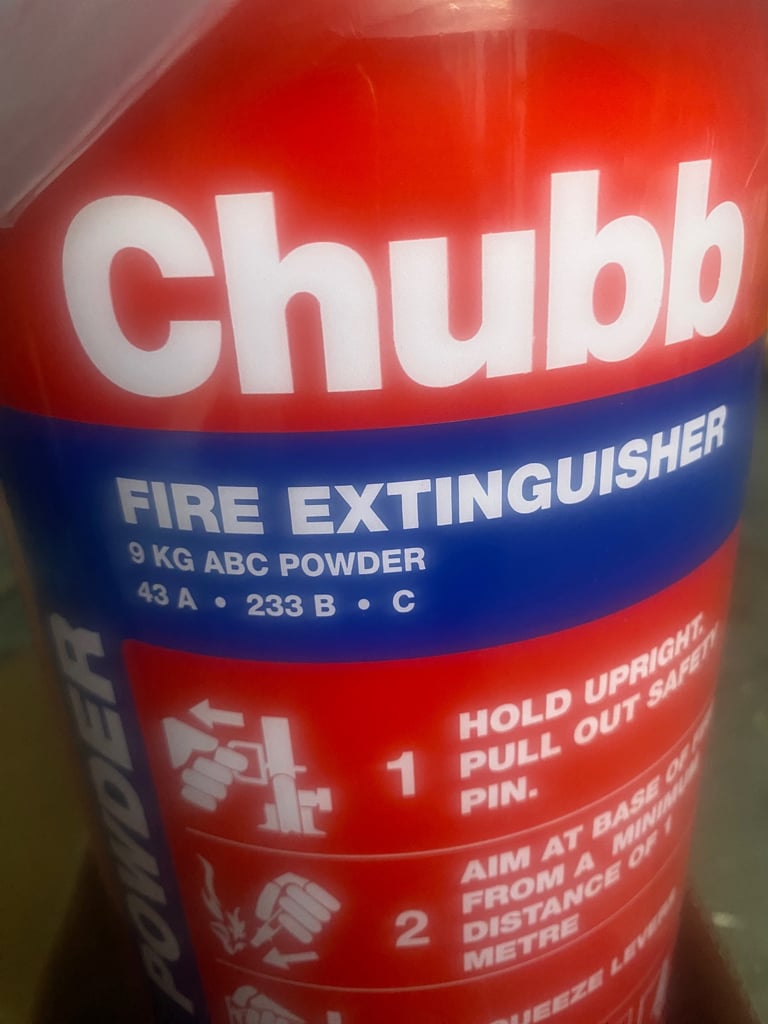 Chubb
FIRE EXTINGUISHER
9 KG ABC POWDER
43 A • 233 B • C
POWDER
1
HOLD UPRIGHT.
PULL OUT SAFETY
PIN.
2
AIM AT BASE OF
FROM A MINIMUM
DISTANCE OF 1
METRE
LEVERS